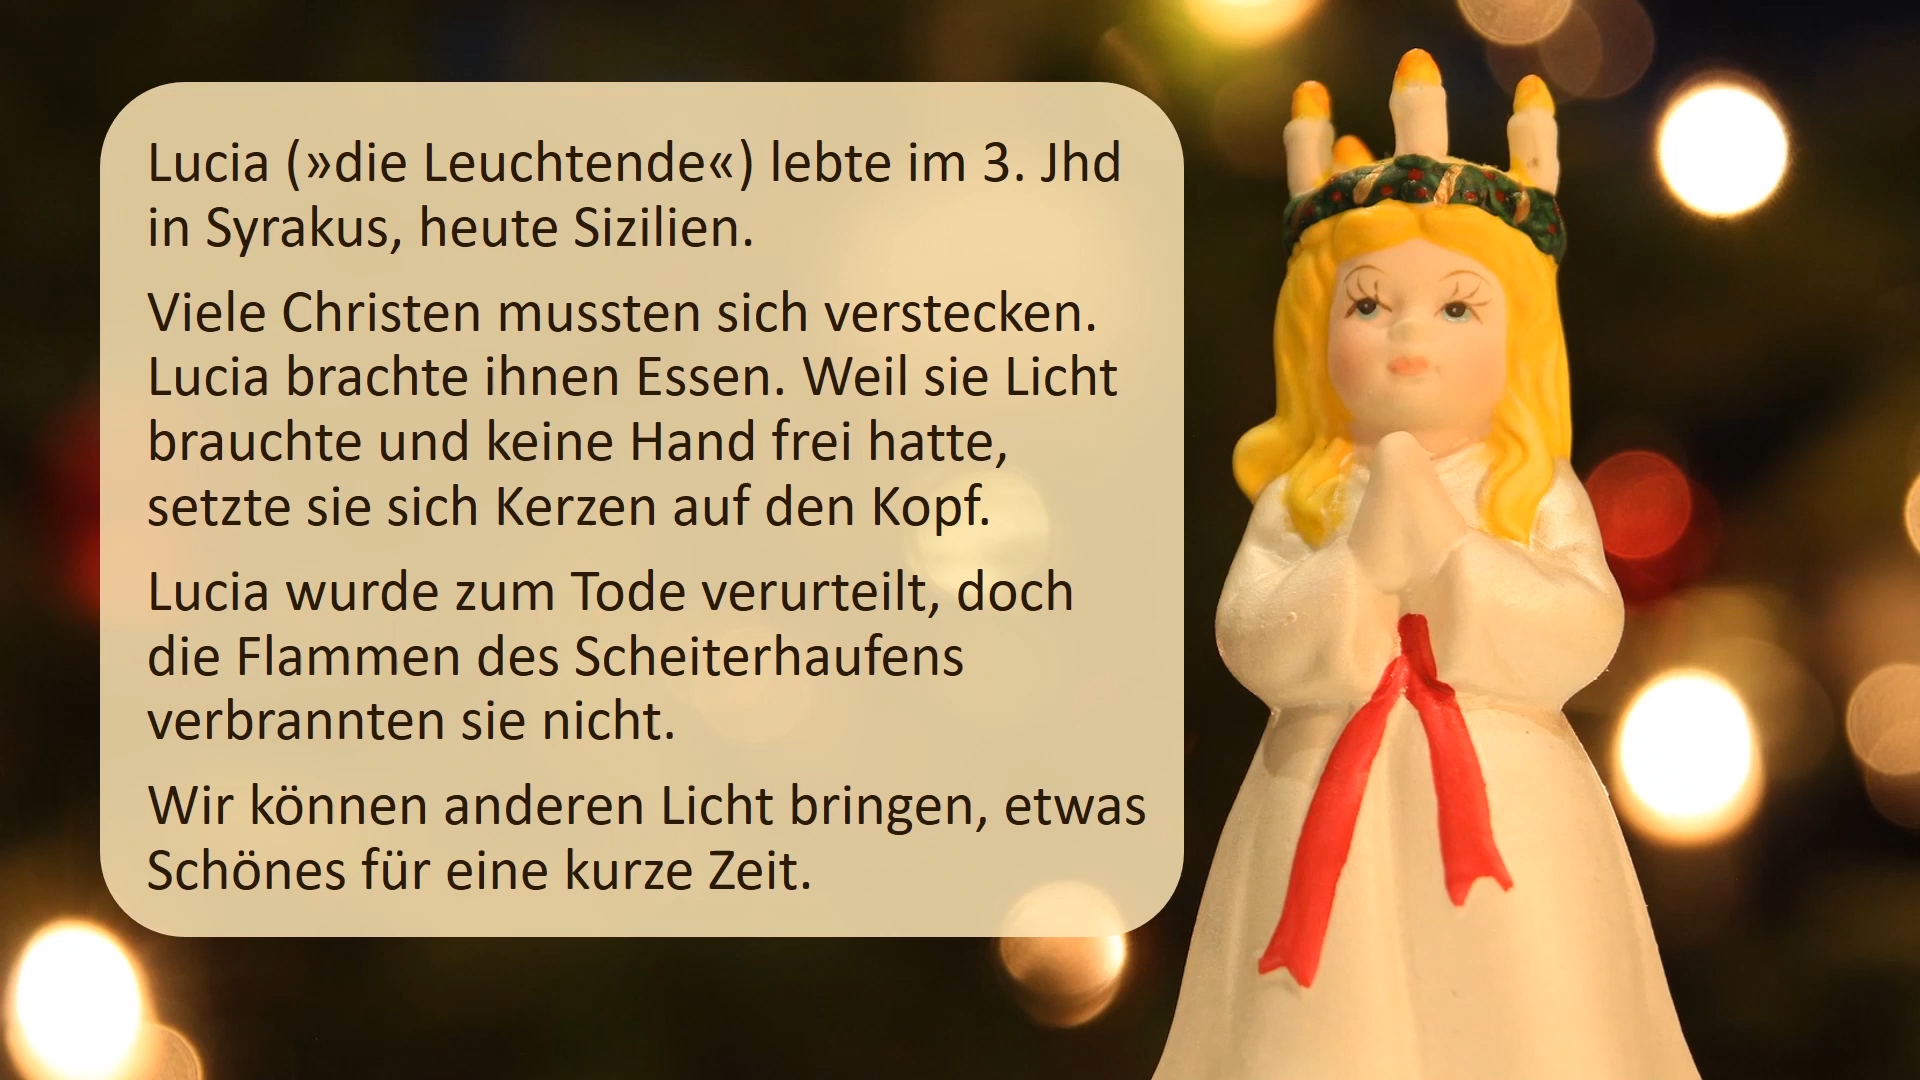 Lucia (»die Leuchtende«) lebte im 3. Jhd
in Syrakus, heute Sizilien.
Viele Christen mussten sich verstecken.
Lucia brachte ihnen Essen. Weil sie Licht
brauchte und keine Hand frei hatte,
setzte sie sich Kerzen auf den Kopf.
Lucia wurde zum Tode verurteilt, doch
die Flammen des Scheiterhaufens
verbrannten sie nicht.
Wir können anderen Licht bringen, etwas
Schönes für eine kurze Zeit.